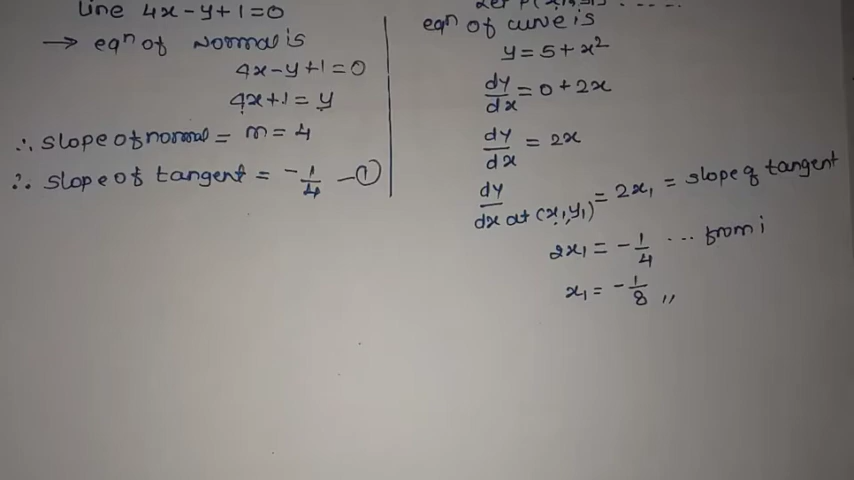 Line 4x-y+1=0
→ eqn of Normal is
4x-y+1=0
4x+1=y
∴ slope of normal = m = 4
∴ slope of tangent = -1/4 -①
eqn of curve is
y=5+x²
dy/dx = 0+2x
dy/dx = 2x
dy/dx at (x₁,y₁) = 2x₁ = slope of tangent
2x₁ = -1/4 ... from i
x₁ = -1/8 ,,